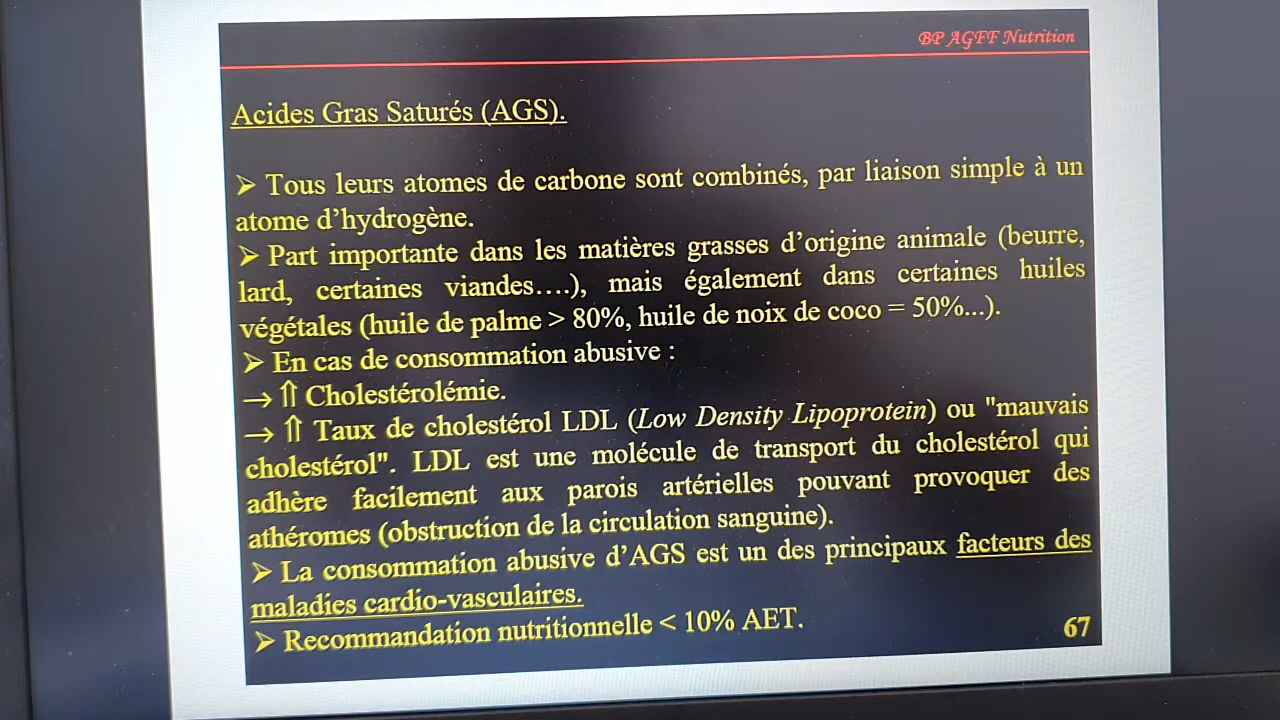 BP AGFF Nutrition
Acides Gras Saturés (AGS).
➢ Tous leurs atomes de carbone sont combinés, par liaison simple à un
atome d’hydrogène.
➢ Part importante dans les matières grasses d’origine animale (beurre,
lard, certaines viandes….), mais également dans certaines huiles
végétales (huile de palme > 80%, huile de noix de coco = 50%...).
➢ En cas de consommation abusive :
→ ⇑ Cholestérolémie.
→ ⇑ Taux de cholestérol LDL (Low Density Lipoprotein) ou "mauvais
cholestérol". LDL est une molécule de transport du cholestérol qui
adhère facilement aux parois artérielles pouvant provoquer des
athéromes (obstruction de la circulation sanguine).
➢ La consommation abusive d’AGS est un des principaux facteurs des
maladies cardio-vasculaires.
➢ Recommandation nutritionnelle < 10% AET.
67